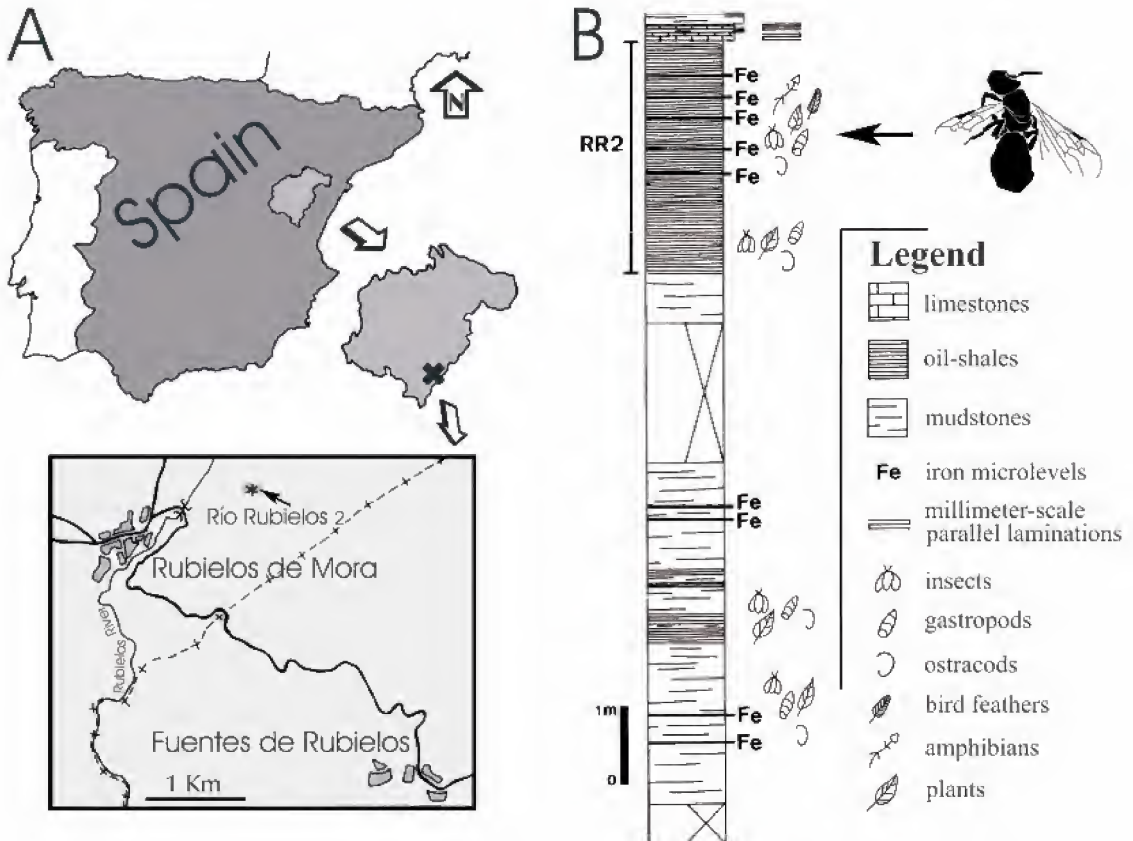 A
N
Spain
Río Rubielos 2
Rubielos de Mora
Rubielos River
Fuentes de Rubielos
1 Km
B
RR2
Fe
Fe
Fe
Fe
Fe
Fe
Fe
Fe
Fe
1m
0
Legend
limestones
oil-shales
mudstones
Fe iron microlevels
millimeter-scale
parallel laminations
insects
gastropods
ostracods
bird feathers
amphibians
plants